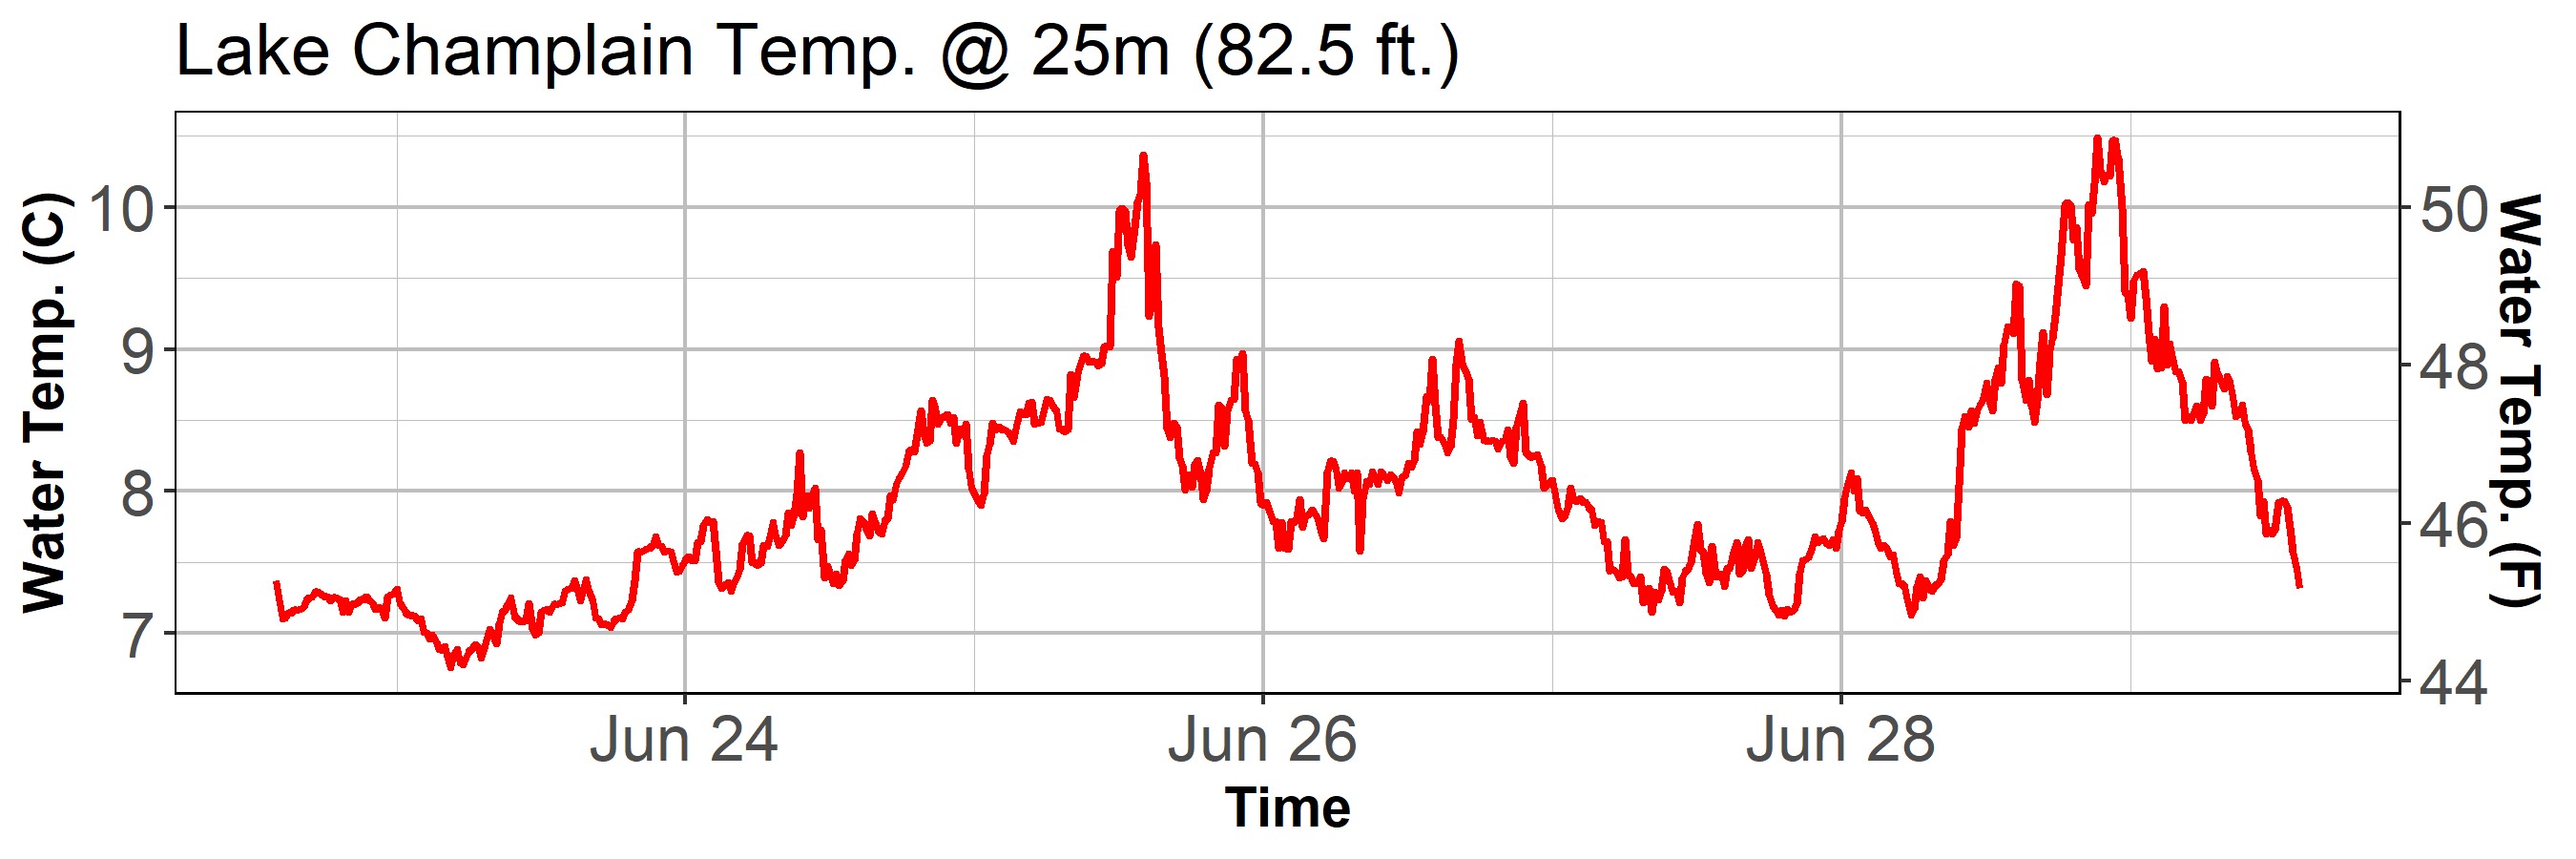 Lake Champlain Temp. @ 25m (82.5 ft.)
Water Temp. (C)
10
9
8
7
50
48
46
44
Water Temp. (F)
Jun 24
Jun 26
Jun 28
Time